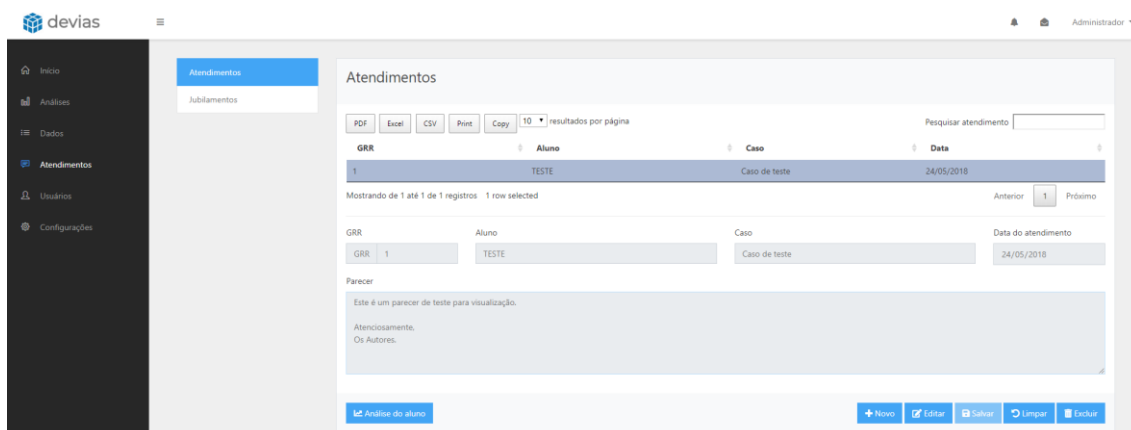 devias
Administrador
Início
Análises
Dados
Atendimentos
Usuários
Configurações
Atendimentos
Jubilamentos
Atendimentos
PDF Excel CSV Print Copy 10 resultados por página Pesquisar atendimento
GRR Aluno Caso Data
1 TESTE Caso de teste 24/05/2018
Mostrando de 1 até 1 de 1 registros 1 row selected Anterior 1 Próximo
GRR Aluno Caso Data do atendimento
GRR 1 TESTE Caso de teste 24/05/2018
Parecer
Este é um parecer de teste para visualização.
Atenciosamente,
Os Autores.
Análise do aluno Novo Editar Salvar Limpar Excluir